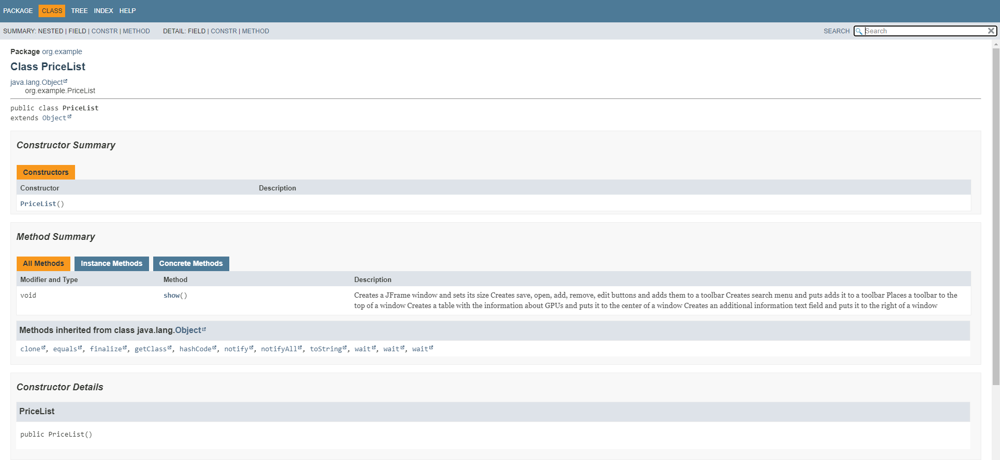 PACKAGE CLASS TREE INDEX HELP
SUMMARY: NESTED | FIELD | CONSTR | METHOD DETAIL: FIELD | CONSTR | METHOD SEARCH Search
Package org.example
Class PriceList
java.lang.Object
org.example.PriceList
public class PriceList
extends Object
Constructor Summary
Constructors
Constructor Description
PriceList()
Method Summary
All Methods Instance Methods Concrete Methods
Modifier and Type Method Description
void show() Creates a JFrame window and sets its size Creates save, open, add, remove, edit buttons and adds them to a toolbar Creates search menu and puts adds it to a toolbar Places a toolbar to the
top of a window Creates a table with the information about GPUs and puts it to the center of a window Creates an additional information text field and puts it to the right of a window
Methods inherited from class java.lang.Object
clone, equals, finalize, getClass, hashCode, notify, notifyAll, toString, wait, wait, wait
Constructor Details
PriceList
public PriceList()